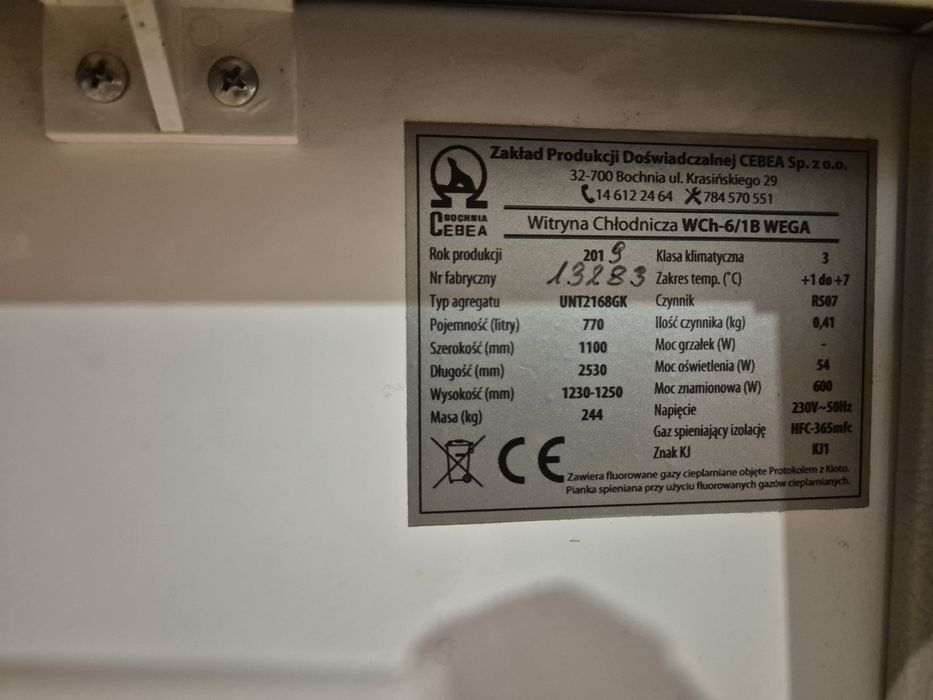 Zakład Produkcji Doświadczalnej CEBEA Sp. z o.o.
32-700 Bochnia ul. Krasińskiego 29
14 612 24 64 784 570 551
BOCHNIA
CEBEA
Witryna Chłodnicza WCh-6/1B WEGA
Rok produkcji 2019
Nr fabryczny 13283
Typ agregatu UNT2168GK
Pojemność (litry) 770
Szerokość (mm) 1100
Długość (mm) 2530
Wysokość (mm) 1230-1250
Masa (kg) 244
Klasa klimatyczna 3
Zakres temp. (°C) +1 do +7
Czynnik R507
Ilość czynnika (kg) 0,41
Moc grzałek (W) -
Moc oświetlenia (W) 54
Moc znamionowa (W) 600
Napięcie 230V~50Hz
Gaz spieniający izolację HFC-365mfc
Znak KJ KJ1
CE
Zawiera fluorowane gazy cieplarniane objęte Protokołem z Kioto.
Pianka spieniana przy użyciu fluorowanych gazów cieplarnianych.